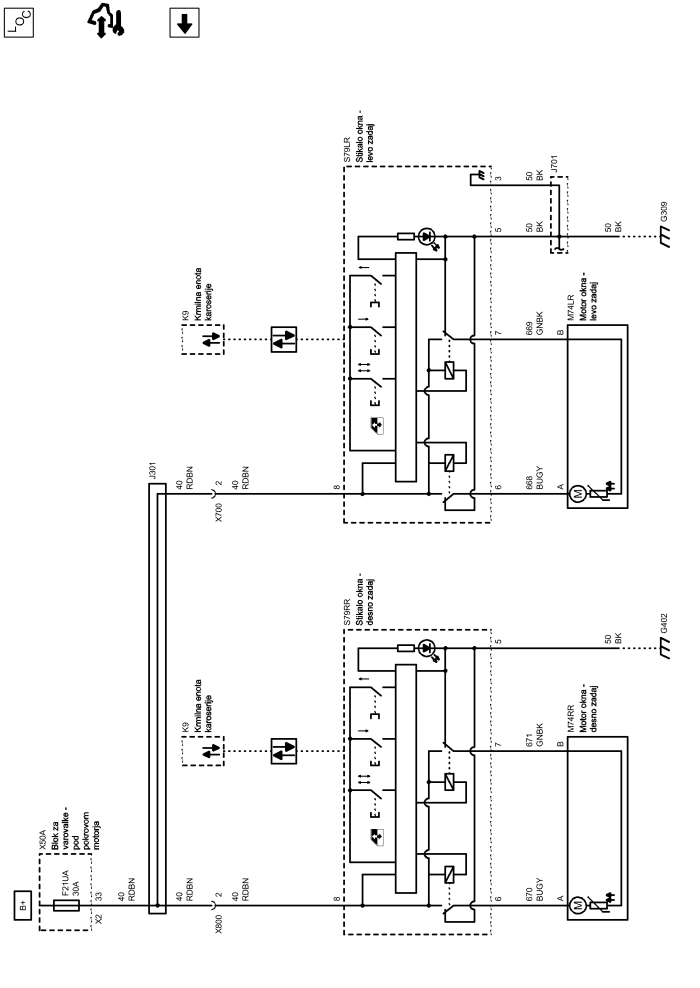 LOC
B+
X50A
Blok za
varovalke -
pod
pokrovom
motorja
F21UA
30A
X2
33
40
RDBN
J301
40
RDBN
X800
2
40
RDBN
40
RDBN
X700
2
40
RDBN
K9
Krmilna enota
karoserije
K9
Krmilna enota
karoserije
S79RR
Stikalo okna -
desno zadaj
8
6
7
5
670
BUGY
671
GNBK
50
BK
G402
A
B
M74RR
Motor okna -
desno zadaj
M
S79LR
Stikalo okna -
levo zadaj
8
6
7
5
3
668
BUGY
669
GNBK
50
BK
50
BK
J701
50
BK
G309
A
B
M74LR
Motor okna -
levo zadaj
M